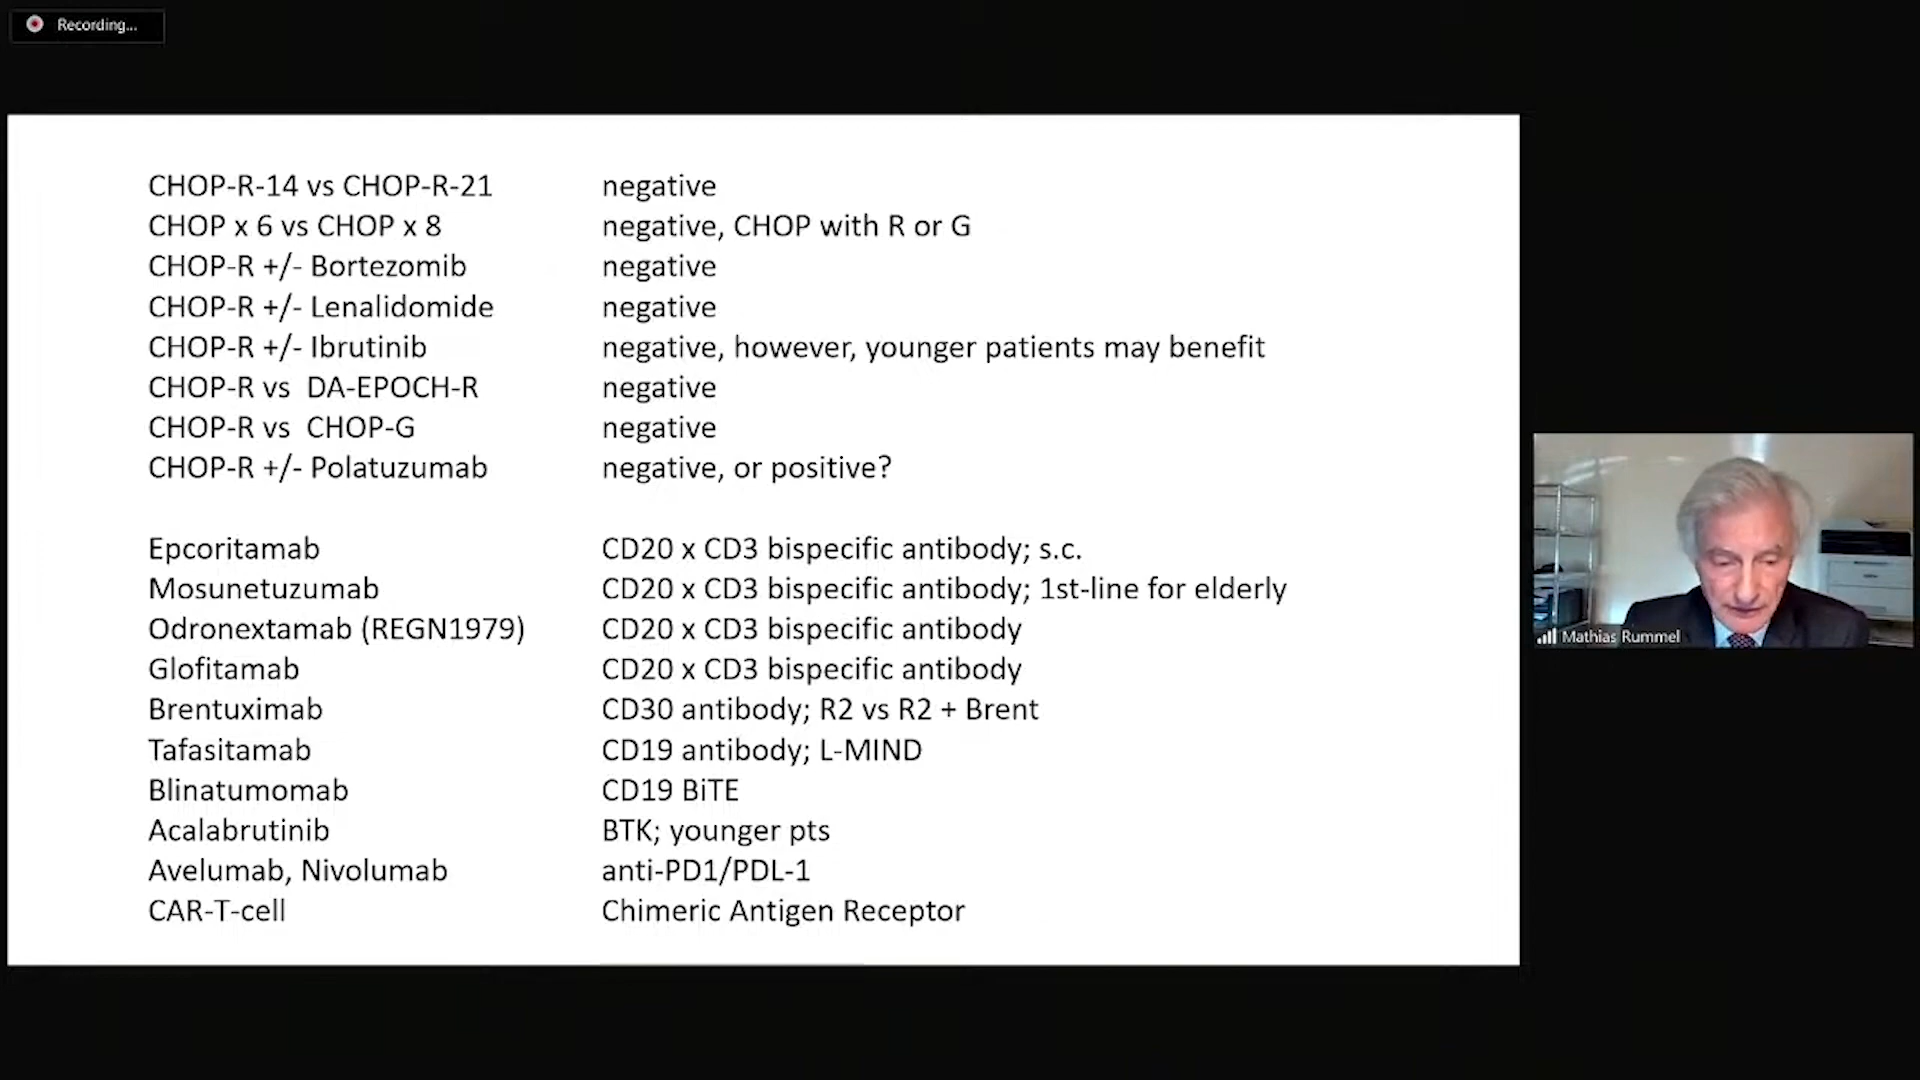 Recording...
CHOP-R-14 vs CHOP-R-21 negative
CHOP x 6 vs CHOP x 8 negative, CHOP with R or G
CHOP-R +/- Bortezomib negative
CHOP-R +/- Lenalidomide negative
CHOP-R +/- Ibrutinib negative, however, younger patients may benefit
CHOP-R vs DA-EPOCH-R negative
CHOP-R vs CHOP-G negative
CHOP-R +/- Polatuzumab negative, or positive?
Epcoritamab CD20 x CD3 bispecific antibody; s.c.
Mosunetuzumab CD20 x CD3 bispecific antibody; 1st-line for elderly
Odronextamab (REGN1979) CD20 x CD3 bispecific antibody
Glofitamab CD20 x CD3 bispecific antibody
Brentuximab CD30 antibody; R2 vs R2 + Brent
Tafasitamab CD19 antibody; L-MIND
Blinatumomab CD19 BiTE
Acalabrutinib BTK; younger pts
Avelumab, Nivolumab anti-PD1/PDL-1
CAR-T-cell Chimeric Antigen Receptor
Mathias Rummel